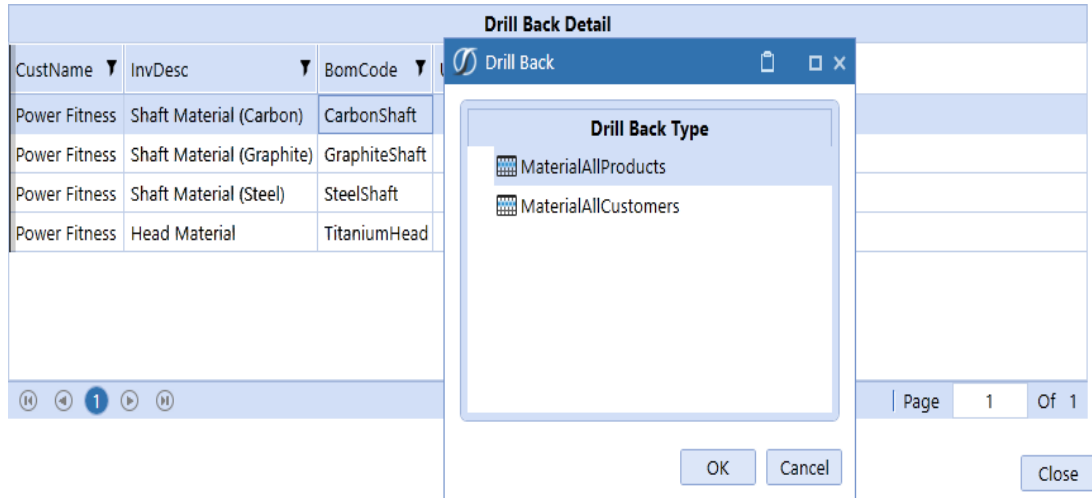 Drill Back Detail
CustName InvDesc BomCode
Power Fitness Shaft Material (Carbon) CarbonShaft
Power Fitness Shaft Material (Graphite) GraphiteShaft
Power Fitness Shaft Material (Steel) SteelShaft
Power Fitness Head Material TitaniumHead
1
Page 1 Of 1
Close
Drill Back
Drill Back Type
MaterialAllProducts
MaterialAllCustomers
OK Cancel